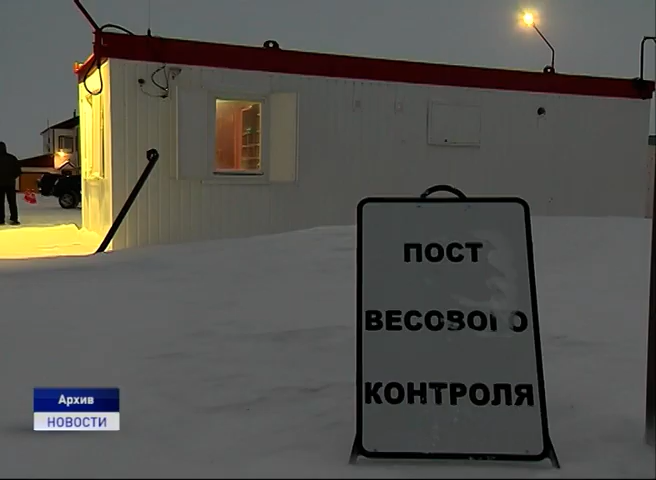 ПОСТ
ВЕСОВОГО
КОНТРОЛЯ
Архив
НОВОСТИ